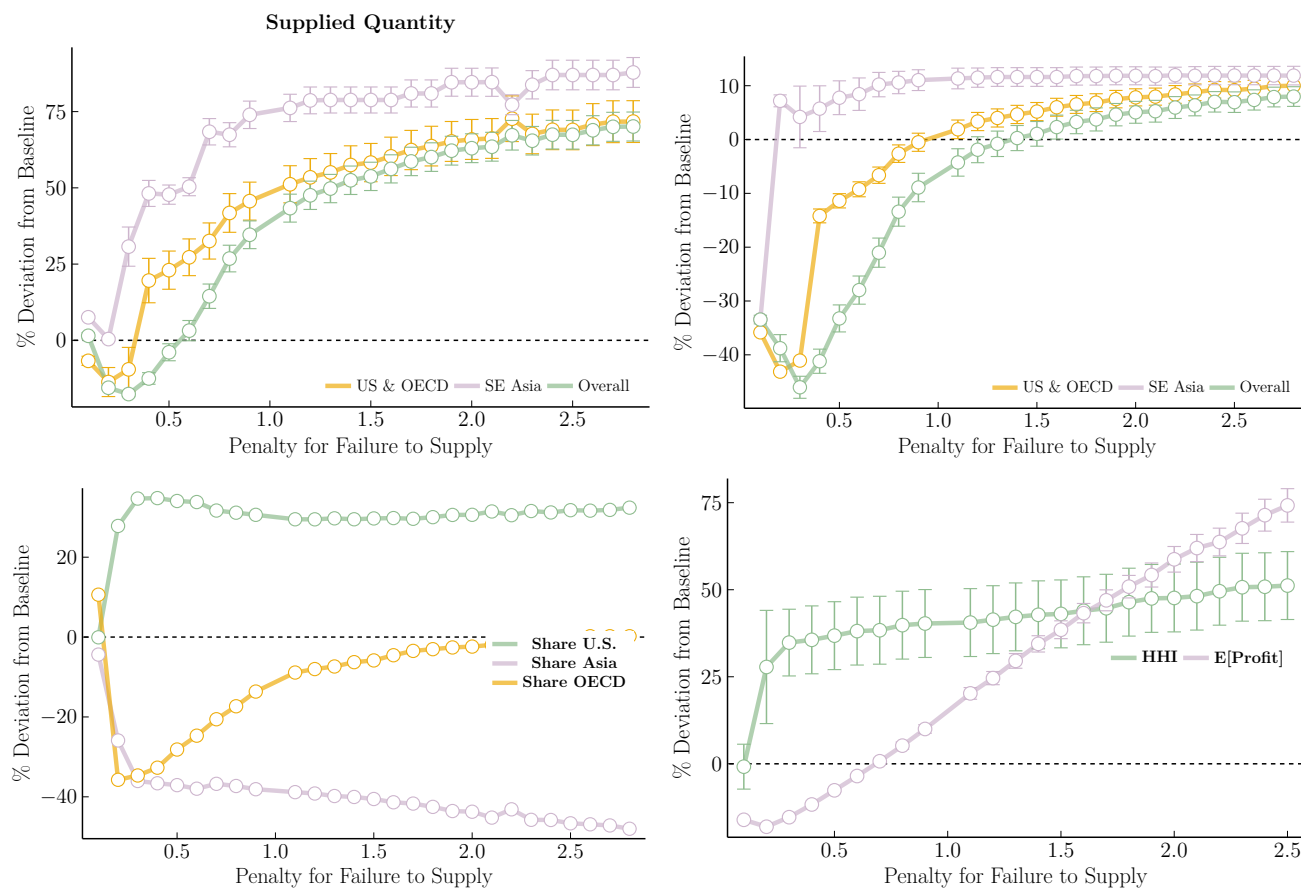 Supplied Quantity
% Deviation from Baseline
75
50
25
0
US & OECD SE Asia Overall
0.5 1.0 1.5 2.0 2.5
Penalty for Failure to Supply
% Deviation from Baseline
10
0
−10
−20
−30
−40
US & OECD SE Asia Overall
0.5 1.0 1.5 2.0 2.5
Penalty for Failure to Supply
% Deviation from Baseline
20
0
−20
−40
Share U.S.
Share Asia
Share OECD
0.5 1.0 1.5 2.0 2.5
Penalty for Failure to Supply
% Deviation from Baseline
75
50
25
0
HHI E[Profit]
0.5 1.0 1.5 2.0 2.5
Penalty for Failure to Supply